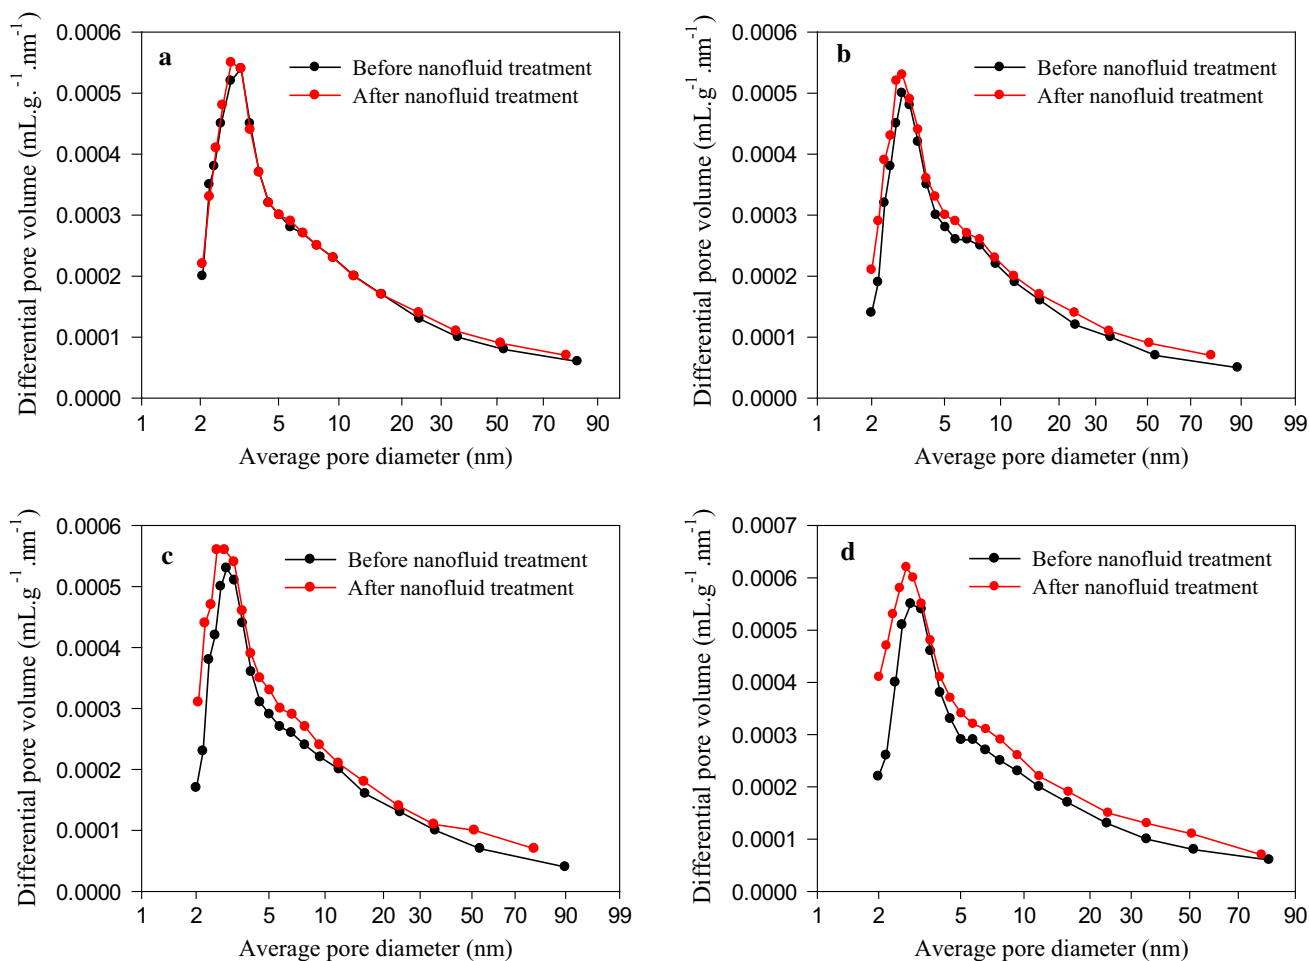 a
Differential pore volume (mL.g.⁻¹.nm⁻¹)
0.0006
0.0005
0.0004
0.0003
0.0002
0.0001
0.0000
Before nanofluid treatment
After nanofluid treatment
1 2 5 10 20 30 50 70 90
Average pore diameter (nm)
b
Differential pore volume (mL.g⁻¹.nm⁻¹)
0.0006
0.0005
0.0004
0.0003
0.0002
0.0001
0.0000
Before nanofluid treatment
After nanofluid treatment
1 2 5 10 20 30 50 70 90 99
Average pore diameter (nm)
c
Differential pore volume (mL.g⁻¹.nm⁻¹)
0.0006
0.0005
0.0004
0.0003
0.0002
0.0001
0.0000
Before nanofluid treatment
After nanofluid treatment
1 2 5 10 20 30 50 70 90 99
Average pore diameter (nm)
d
Differential pore volume (mL.g⁻¹.nm⁻¹)
0.0007
0.0006
0.0005
0.0004
0.0003
0.0002
0.0001
0.0000
Before nanofluid treatment
After nanofluid treatment
1 2 5 10 20 30 50 70 90
Average pore diameter (nm)